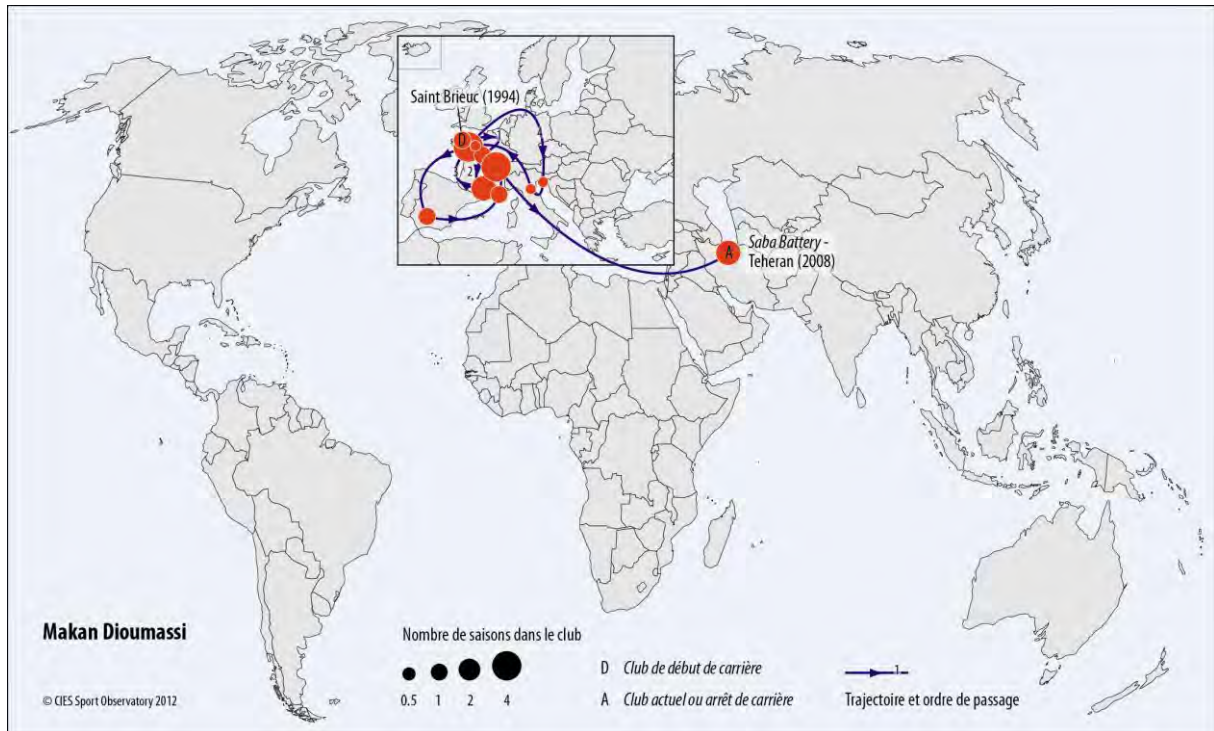 Saint Brieuc (1994)
D
3 2
A
Saba Battery -
Teheran (2008)
Makan Dioumassi
© CIES Sport Observatory 2012
Nombre de saisons dans le club
0.5 1 2 4
D Club de début de carrière
A Club actuel ou arrêt de carrière
1
Trajectoire et ordre de passage